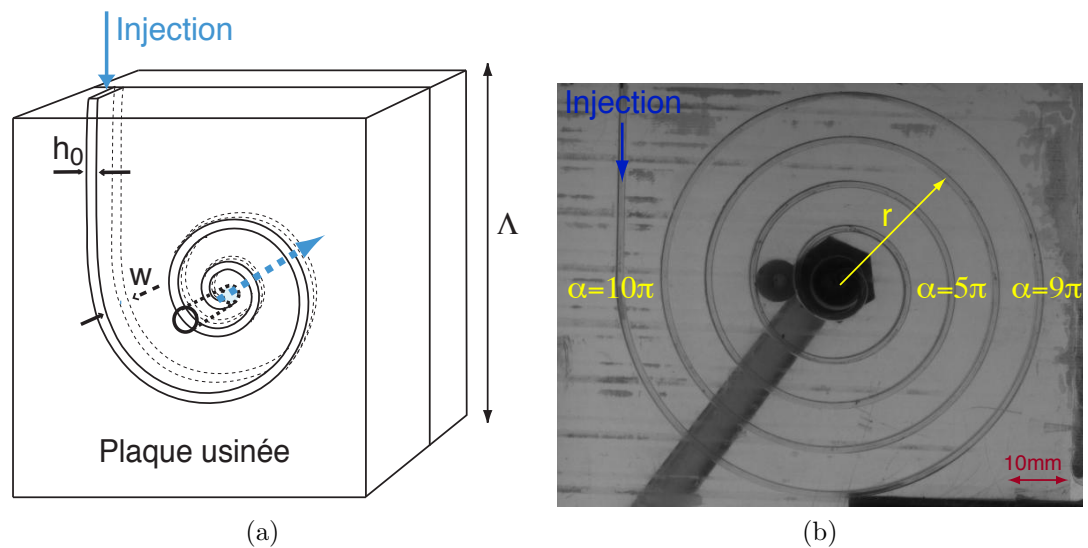 Injection
h₀
w
Λ
Plaque usinée
(a)
Injection
r
α=10π
α=5π
α=9π
10mm
(b)